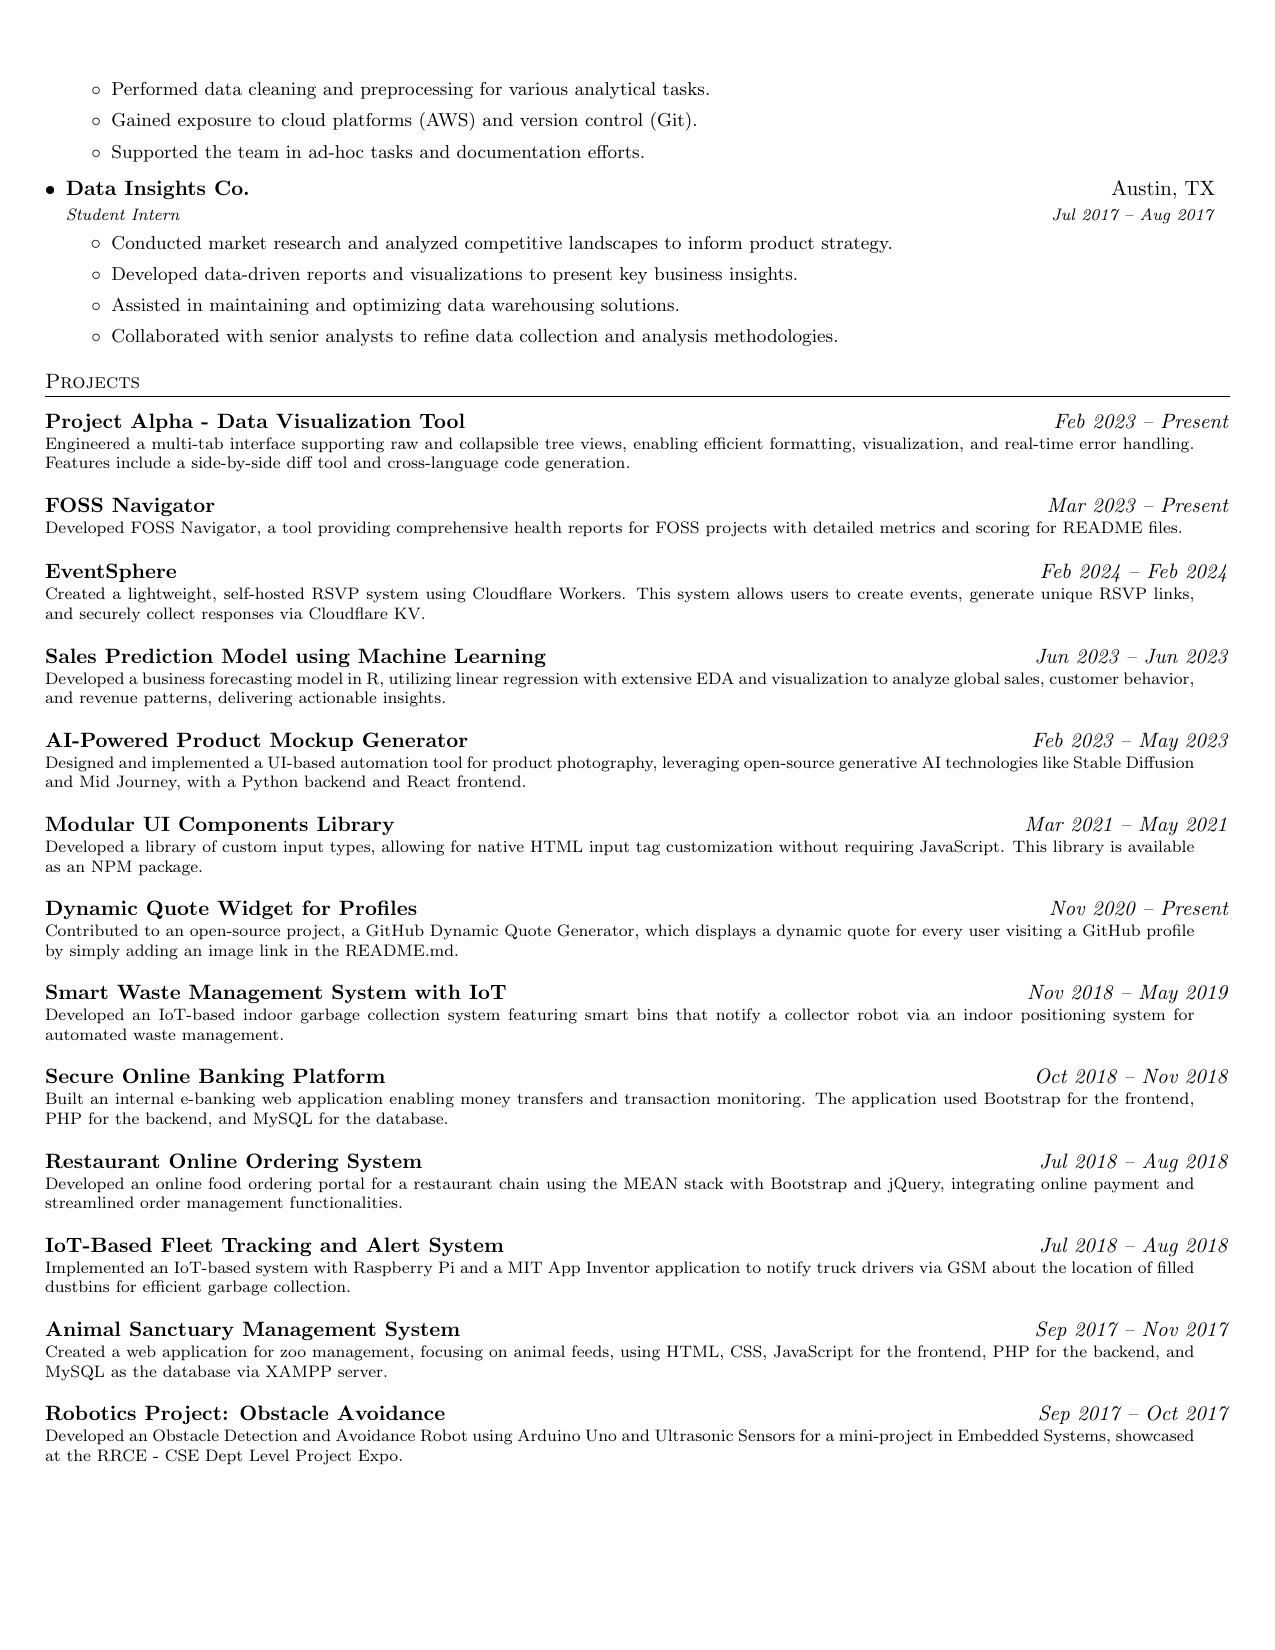 ○ Performed data cleaning and preprocessing for various analytical tasks.
○ Gained exposure to cloud platforms (AWS) and version control (Git).
○ Supported the team in ad-hoc tasks and documentation efforts.
• Data Insights Co. Austin, TX
Student Intern Jul 2017 – Aug 2017
○ Conducted market research and analyzed competitive landscapes to inform product strategy.
○ Developed data-driven reports and visualizations to present key business insights.
○ Assisted in maintaining and optimizing data warehousing solutions.
○ Collaborated with senior analysts to refine data collection and analysis methodologies.
Projects
Project Alpha - Data Visualization Tool Feb 2023 – Present
Engineered a multi-tab interface supporting raw and collapsible tree views, enabling efficient formatting, visualization, and real-time error handling.
Features include a side-by-side diff tool and cross-language code generation.
FOSS Navigator Mar 2023 – Present
Developed FOSS Navigator, a tool providing comprehensive health reports for FOSS projects with detailed metrics and scoring for README files.
EventSphere Feb 2024 – Feb 2024
Created a lightweight, self-hosted RSVP system using Cloudflare Workers. This system allows users to create events, generate unique RSVP links,
and securely collect responses via Cloudflare KV.
Sales Prediction Model using Machine Learning Jun 2023 – Jun 2023
Developed a business forecasting model in R, utilizing linear regression with extensive EDA and visualization to analyze global sales, customer behavior,
and revenue patterns, delivering actionable insights.
AI-Powered Product Mockup Generator Feb 2023 – May 2023
Designed and implemented a UI-based automation tool for product photography, leveraging open-source generative AI technologies like Stable Diffusion
and Mid Journey, with a Python backend and React frontend.
Modular UI Components Library Mar 2021 – May 2021
Developed a library of custom input types, allowing for native HTML input tag customization without requiring JavaScript. This library is available
as an NPM package.
Dynamic Quote Widget for Profiles Nov 2020 – Present
Contributed to an open-source project, a GitHub Dynamic Quote Generator, which displays a dynamic quote for every user visiting a GitHub profile
by simply adding an image link in the README.md.
Smart Waste Management System with IoT Nov 2018 – May 2019
Developed an IoT-based indoor garbage collection system featuring smart bins that notify a collector robot via an indoor positioning system for
automated waste management.
Secure Online Banking Platform Oct 2018 – Nov 2018
Built an internal e-banking web application enabling money transfers and transaction monitoring. The application used Bootstrap for the frontend,
PHP for the backend, and MySQL for the database.
Restaurant Online Ordering System Jul 2018 – Aug 2018
Developed an online food ordering portal for a restaurant chain using the MEAN stack with Bootstrap and jQuery, integrating online payment and
streamlined order management functionalities.
IoT-Based Fleet Tracking and Alert System Jul 2018 – Aug 2018
Implemented an IoT-based system with Raspberry Pi and a MIT App Inventor application to notify truck drivers via GSM about the location of filled
dustbins for efficient garbage collection.
Animal Sanctuary Management System Sep 2017 – Nov 2017
Created a web application for zoo management, focusing on animal feeds, using HTML, CSS, JavaScript for the frontend, PHP for the backend, and
MySQL as the database via XAMPP server.
Robotics Project: Obstacle Avoidance Sep 2017 – Oct 2017
Developed an Obstacle Detection and Avoidance Robot using Arduino Uno and Ultrasonic Sensors for a mini-project in Embedded Systems, showcased
at the RRCE - CSE Dept Level Project Expo.